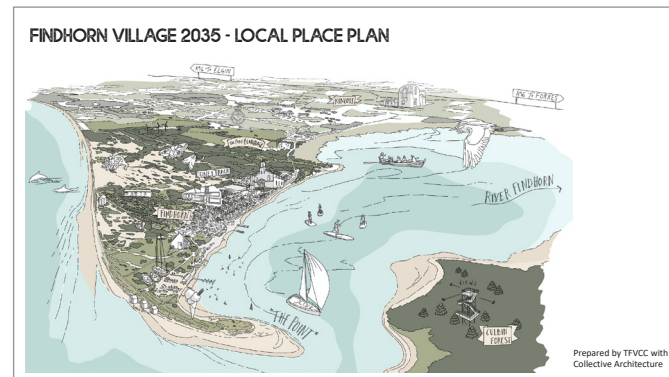 FINDHORN VILLAGE 2035 - LOCAL PLACE PLAN
A96 TO ELGIN
KINLOSS
A96 TO FORRES
RIVER FINDHORN
FINDHORN
"THE POINT"
VIEWS
CULBIN
FOREST
Prepared by TFVCC with
Collective Architecture